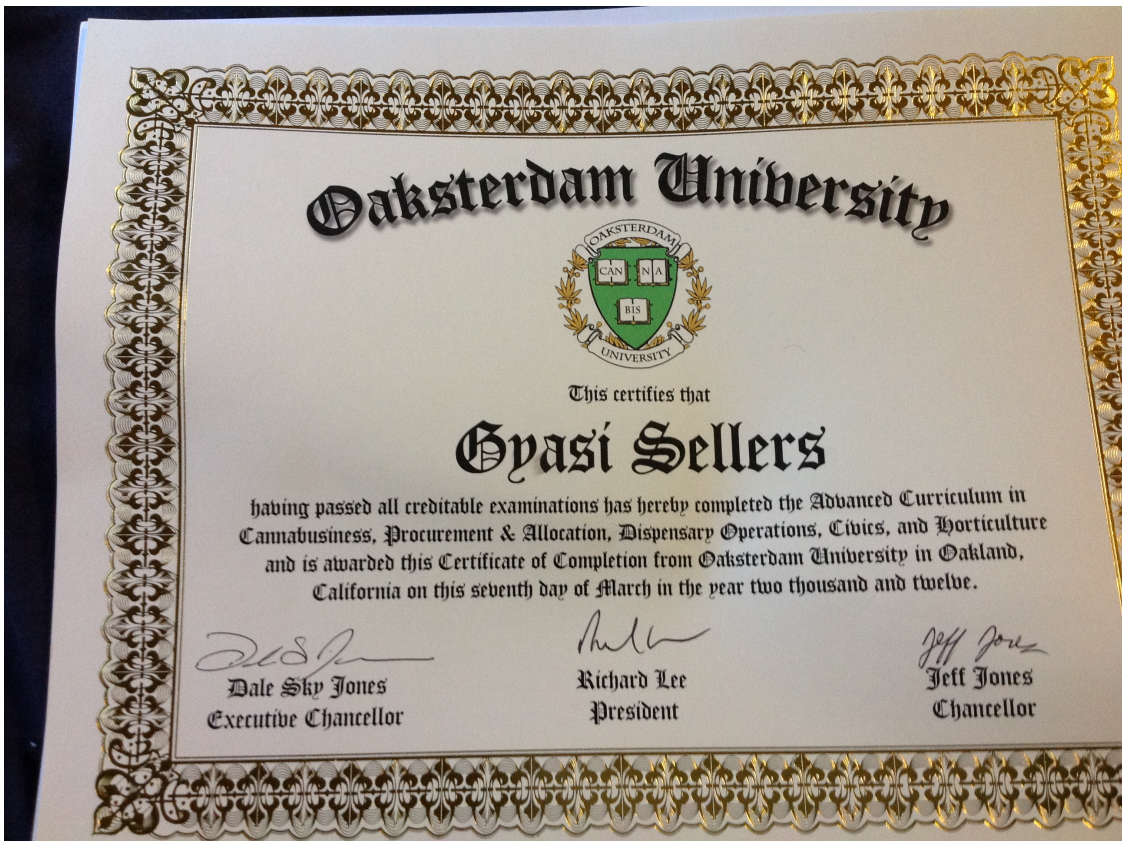 Oaksterdam University
OAKSTERDAM
CAN NA
BIS
UNIVERSITY
This certifies that
Gyasi Sellers
having passed all creditable examinations has hereby completed the Advanced Curriculum in
Cannabusiness, Procurement & Allocation, Dispensary Operations, Civics, and Horticulture
and is awarded this Certificate of Completion from Oaksterdam University in Oakland,
California on this seventh day of March in the year two thousand and twelve.
Jeff Jones
Dale Sky Jones Richard Lee Jeff Jones
Executive Chancellor President Chancellor